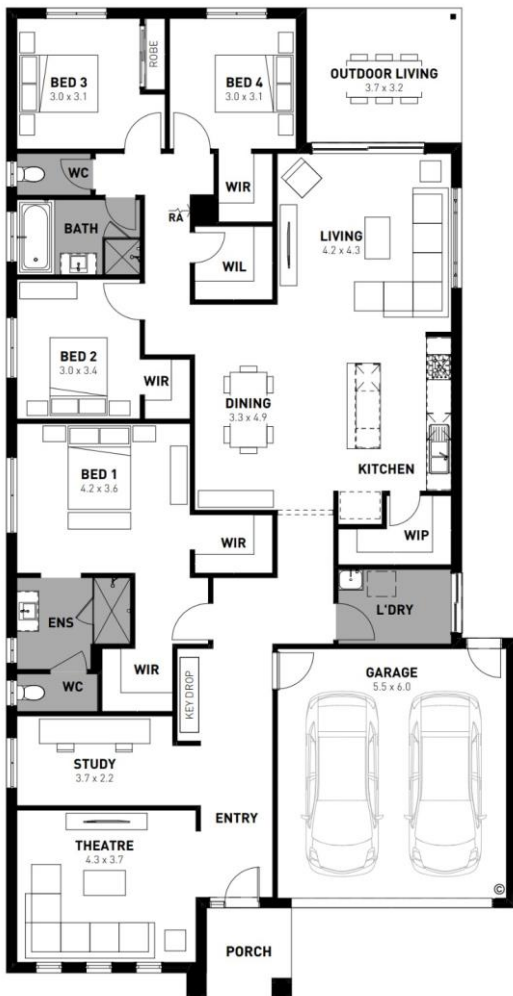 BED 3
3.0 x 3.1
ROBE
BED 4
3.0 x 3.1
OUTDOOR LIVING
3.7 x 3.2
WC
WIR
BATH
RA
LIVING
4.2 x 4.3
WIL
BED 2
3.0 x 3.4
WIR
DINING
3.3 x 4.9
KITCHEN
BED 1
4.2 x 3.6
WIR
WIP
ENS
L'DRY
WIR
WC
KEY DROP
GARAGE
5.5 x 6.0
STUDY
3.7 x 2.2
ENTRY
THEATRE
4.3 x 3.7
©
PORCH